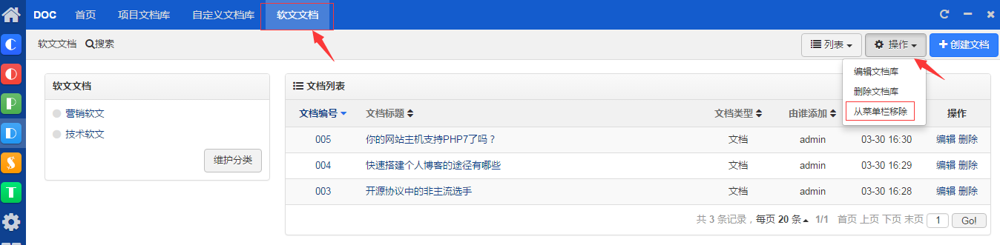 DOC 首页 项目文档库 自定义文档库 软文文档
软文文档 搜索 列表 操作 创建文档
编辑文档库
删除文档库
从菜单栏移除
软文文档
营销软文
技术软文
维护分类
文档列表
文档编号 文档标题 文档类型 由谁添加 操作
005 你的网站主机支持PHP7了吗？ 文档 admin 03-30 16:30 编辑 删除
004 快速搭建个人博客的途径有哪些 文档 admin 03-30 16:29 编辑 删除
003 开源协议中的非主流选手 文档 admin 03-30 16:28 编辑 删除
共 3 条记录，每页 20 条 1/1 首页 上页 下页 末页 1 Go!